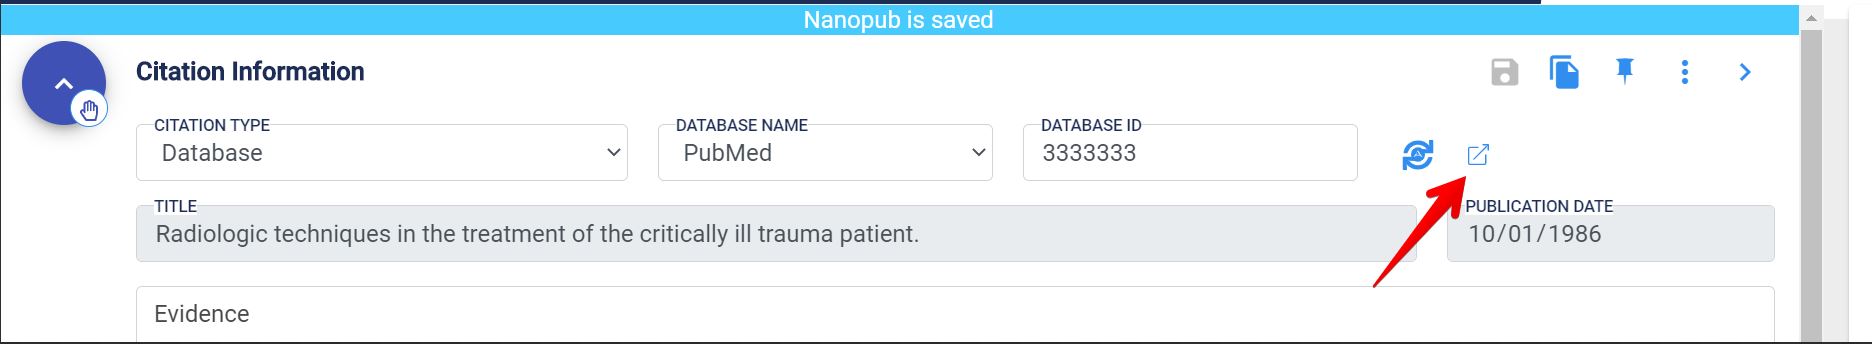 Nanopub is saved
Citation Information
CITATION TYPE
Database
DATABASE NAME
PubMed
DATABASE ID
3333333
TITLE
Radiologic techniques in the treatment of the critically ill trauma patient.
PUBLICATION DATE
10/01/1986
Evidence